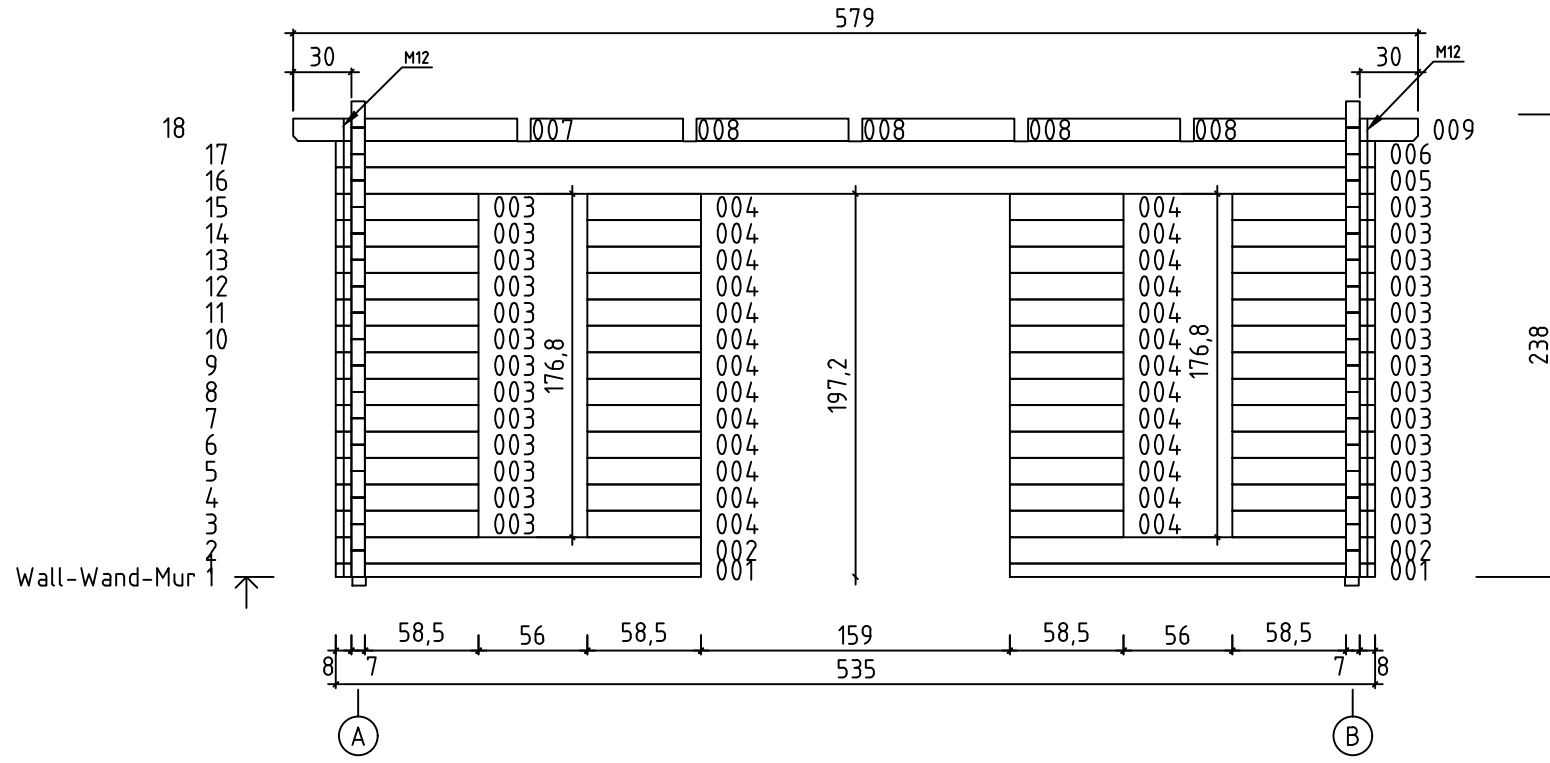 579
30 M12 30 M12
18 007 008 008 008 008 009
17 006
16 005
15 003 004 004 003
14 003 004 004 003
13 003 004 004 003
12 003 004 004 003
11 003 004 004 003
10 003 004 004 003
9 003 004 004 003
8 003 004 004 003
7 003 004 004 003
6 003 004 004 003
5 003 004 004 003
4 003 004 004 003
3 003 004 004 003
2 002 002
Wall-Wand-Mur 1 001 001
176,8
197,2
176,8
238
58,5 56 58,5 159 58,5 56 58,5
8 7 535 7 8
A B